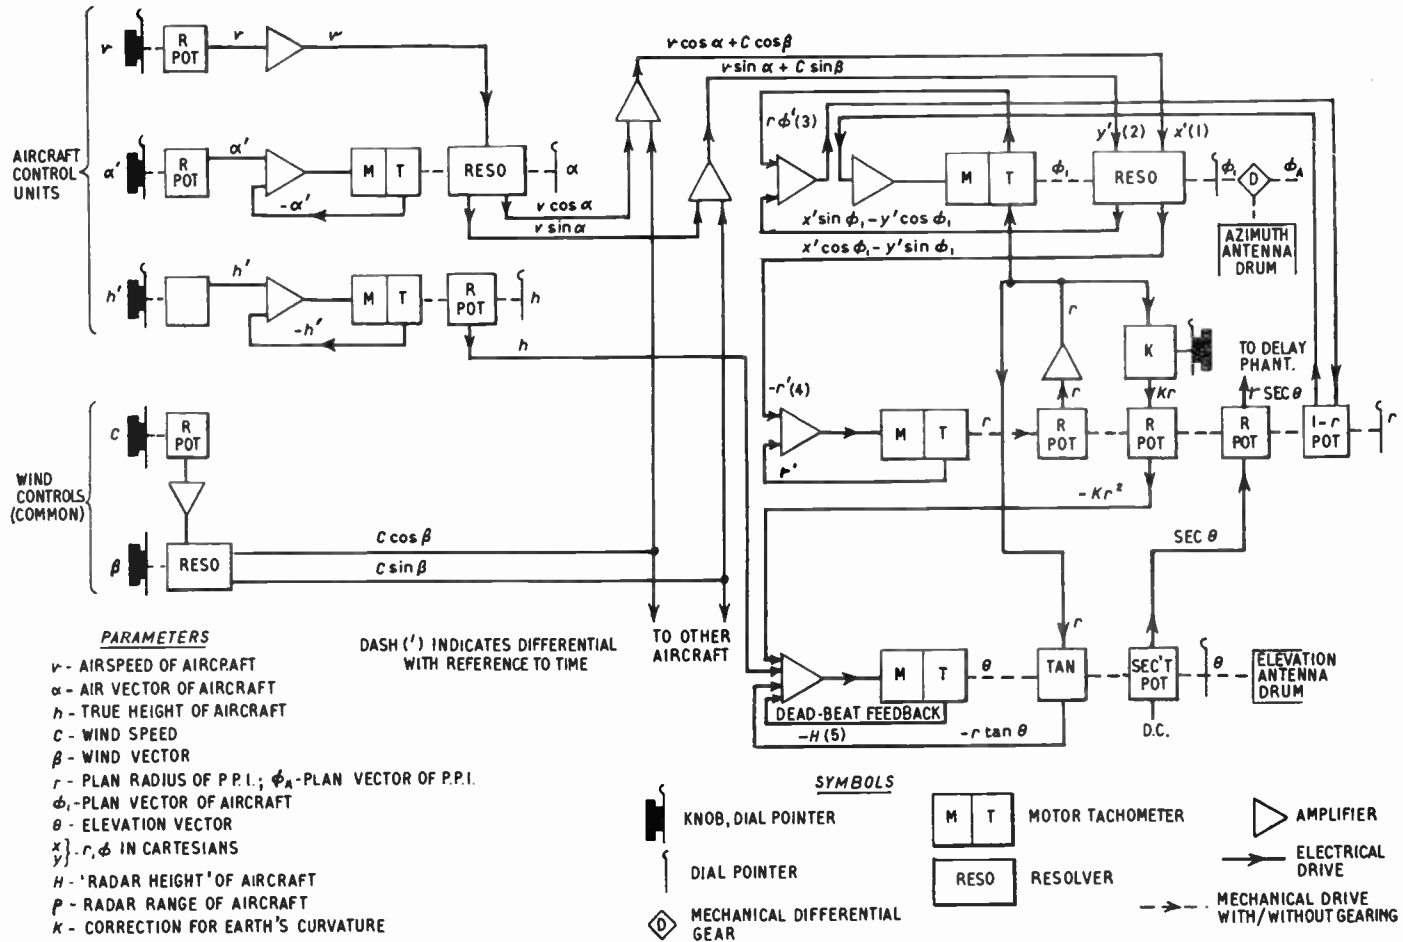 AIRCRAFT
CONTROL
UNITS
v
R
POT
v
v
α'
R
POT
α'
-α'
M T
RESO
α
v cos α
v sin α
h'
h'
-h'
M T
R
POT
h
h
WIND
CONTROLS
(COMMON)
C
R
POT
β
RESO
C cos β
C sin β
v cos α + C cos β
v sin α + C sin β
rϕ'(3)
y'(2)
x'(1)
M T
ϕ₁
RESO
ϕ₁
D
ϕA
x' sin ϕ₁ - y' cos ϕ₁
x' cos ϕ₁ - y' sin ϕ₁
AZIMUTH
ANTENNA
DRUM
r
K
TO DELAY
PHANT.
-r'(4)
r
Kr
r SEC θ
M T
r
R
POT
R
POT
R
POT
1-r
POT
r
r'
-Kr²
SEC θ
r
M T
θ
TAN
SEC'T
POT
θ
ELEVATION
ANTENNA
DRUM
DEAD-BEAT FEEDBACK
-H(5)
-r tan θ
D.C.
DASH (') INDICATES DIFFERENTIAL
WITH REFERENCE TO TIME
TO OTHER
AIRCRAFT
PARAMETERS
v - AIRSPEED OF AIRCRAFT
α - AIR VECTOR OF AIRCRAFT
h - TRUE HEIGHT OF AIRCRAFT
C - WIND SPEED
β - WIND VECTOR
r - PLAN RADIUS OF P.P.I.; ϕA-PLAN VECTOR OF P.P.I.
ϕ₁-PLAN VECTOR OF AIRCRAFT
θ - ELEVATION VECTOR
x
y} - r, ϕ IN CARTESIANS
H - 'RADAR HEIGHT' OF AIRCRAFT
ρ - RADAR RANGE OF AIRCRAFT
K - CORRECTION FOR EARTH'S CURVATURE
SYMBOLS
KNOB, DIAL POINTER
DIAL POINTER
D
MECHANICAL DIFFERENTIAL
GEAR
M T
MOTOR TACHOMETER
RESO
RESOLVER
AMPLIFIER
ELECTRICAL
DRIVE
MECHANICAL DRIVE
WITH/WITHOUT GEARING